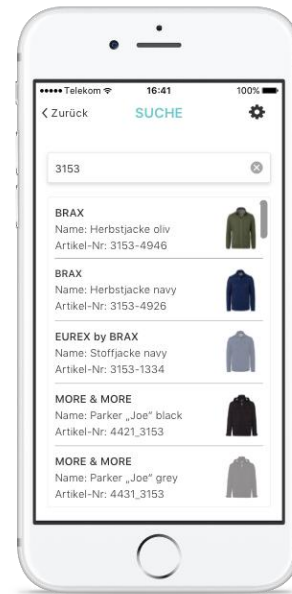 Telekom 16:41 100%
Zurück SUCHE
3153
BRAX
Name: Herbstjacke oliv
Artikel-Nr: 3153-4946
BRAX
Name: Herbstjacke navy
Artikel-Nr: 3153-4926
EUREX by BRAX
Name: Stoffjacke navy
Artikel-Nr: 3153-1334
MORE & MORE
Name: Parker „Joe“ black
Artikel-Nr: 4421_3153
MORE & MORE
Name: Parker „Joe“ grey
Artikel-Nr: 4431_3153